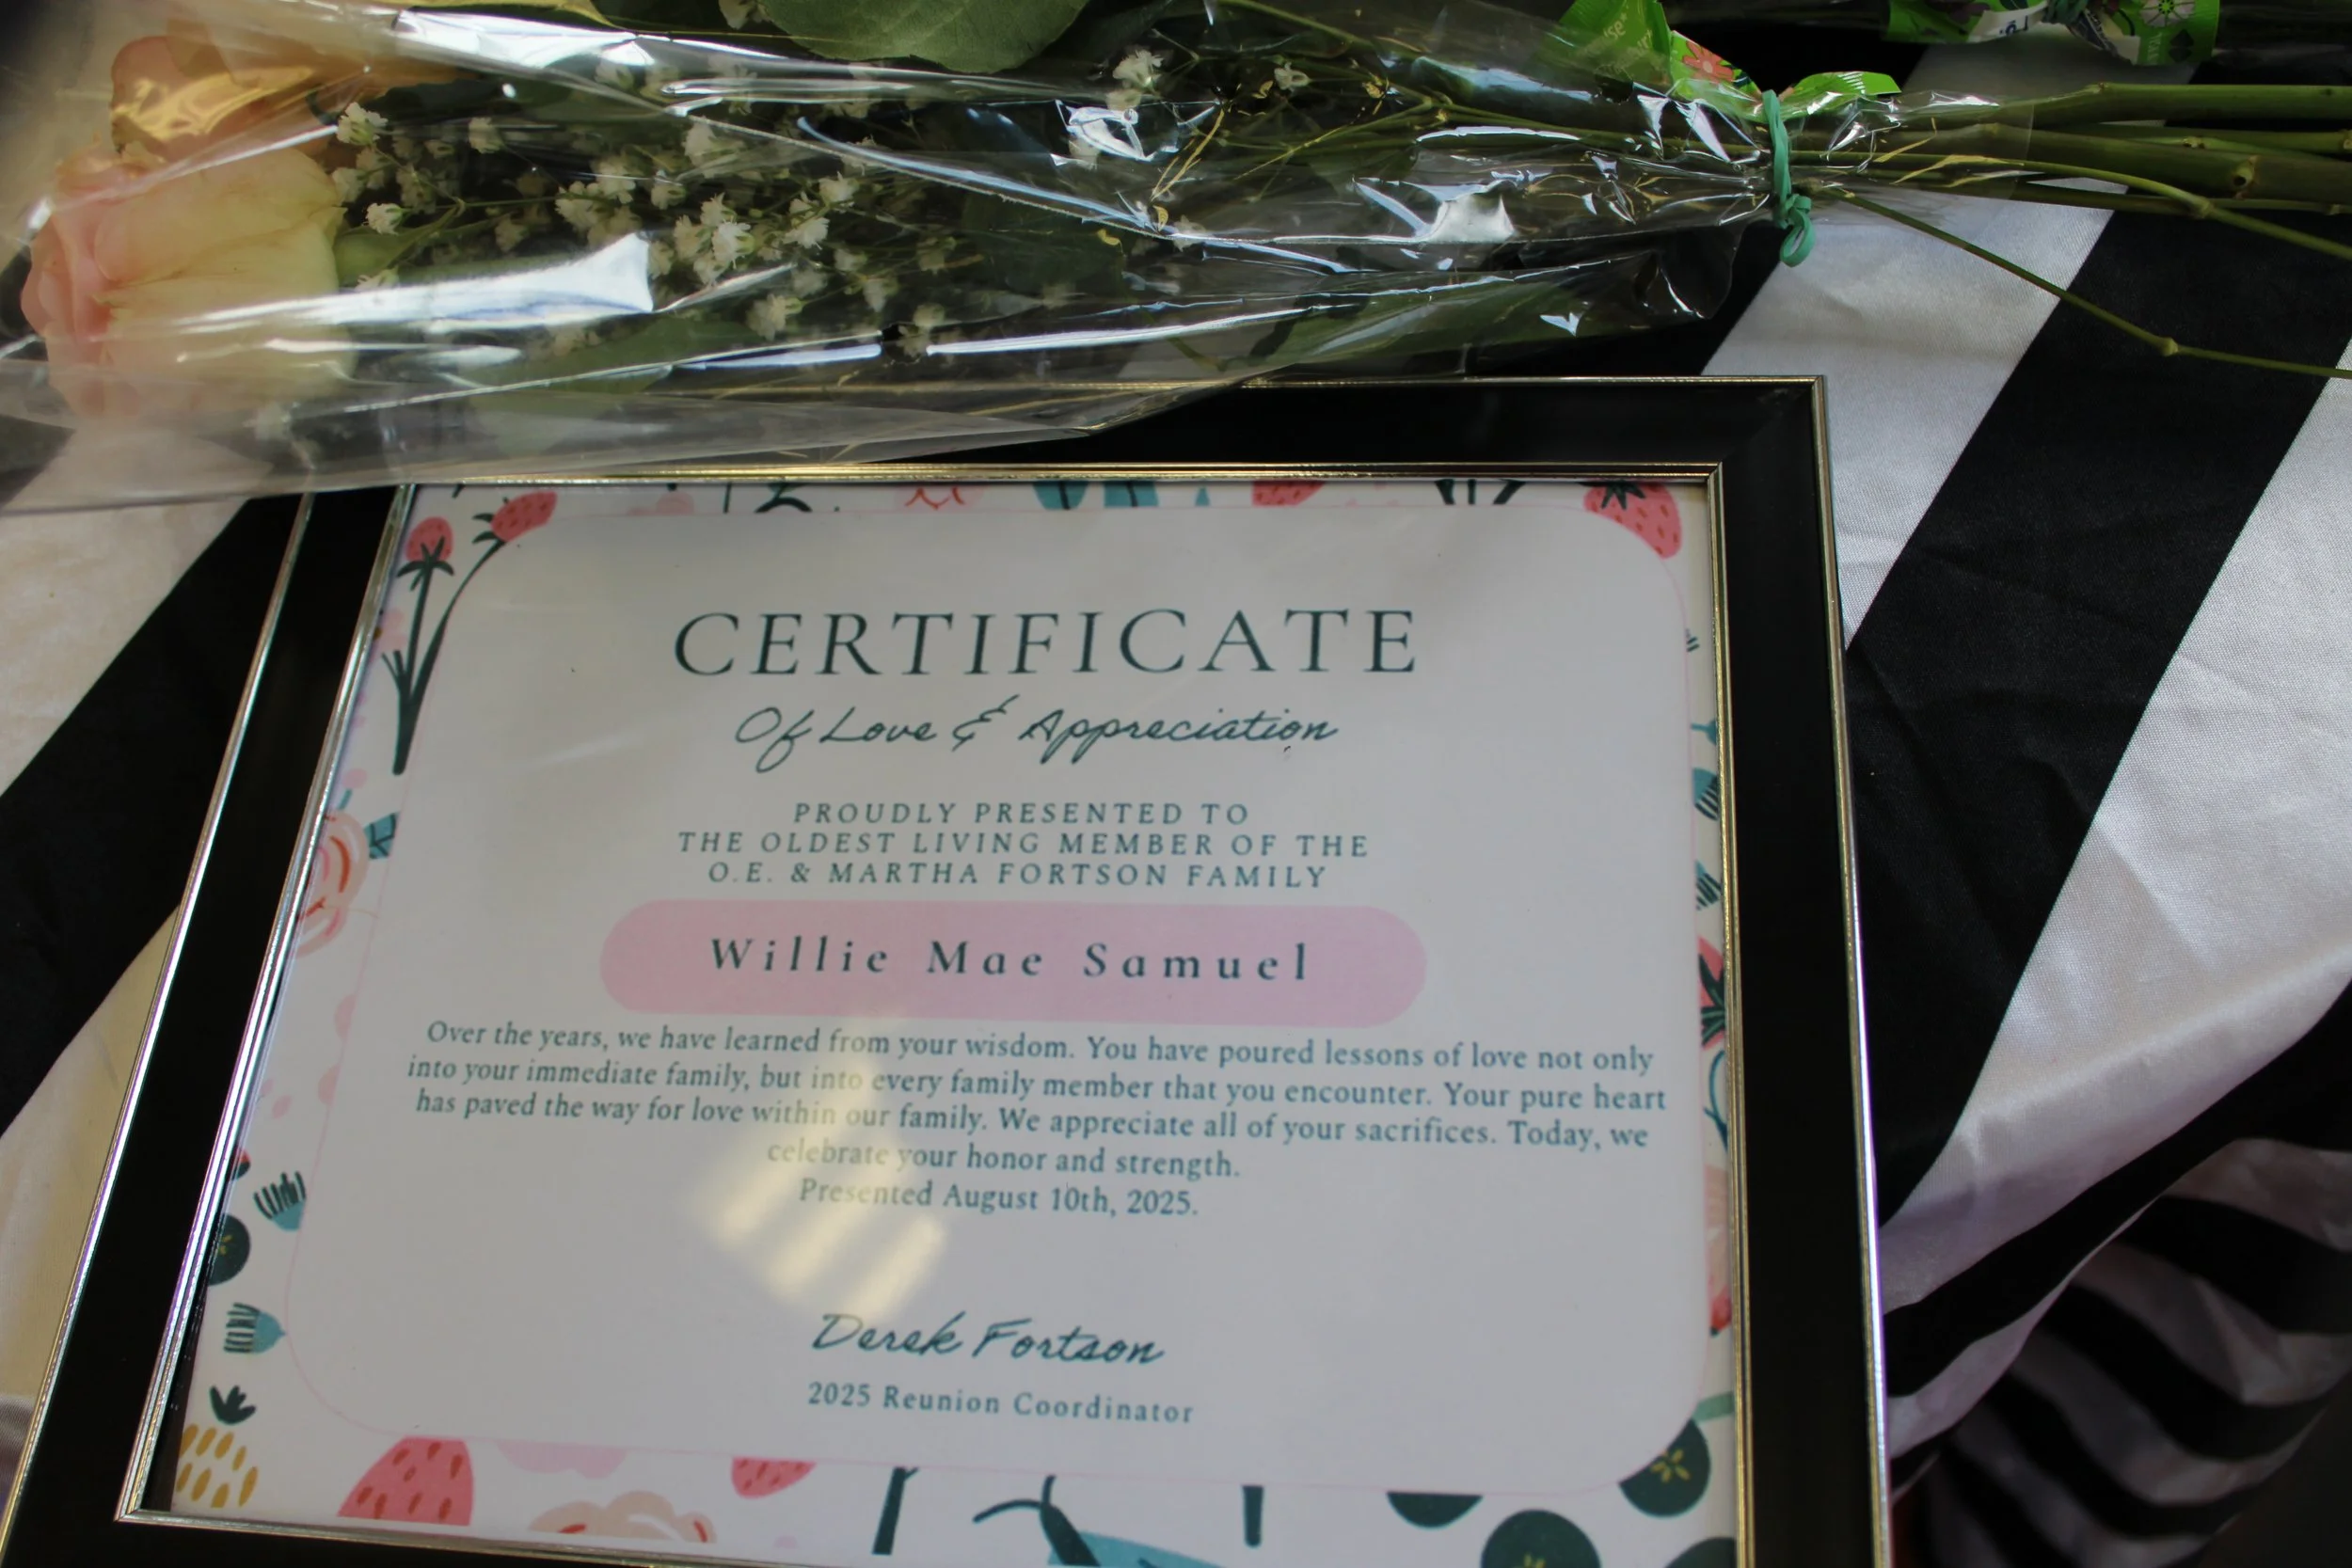 CERTIFICATE
Of Love & Appreciation
PROUDLY PRESENTED TO
THE OLDEST LIVING MEMBER OF THE
O.E. & MARTHA FORTSON FAMILY
Willie Mae Samuel
Over the years, we have learned from your wisdom. You have poured lessons of love not only
into your immediate family, but into every family member that you encounter. Your pure heart
has paved the way for love within our family. We appreciate all of your sacrifices. Today, we
celebrate your honor and strength.
Presented August 10th, 2025.
Derek Fortson
2025 Reunion Coordinator